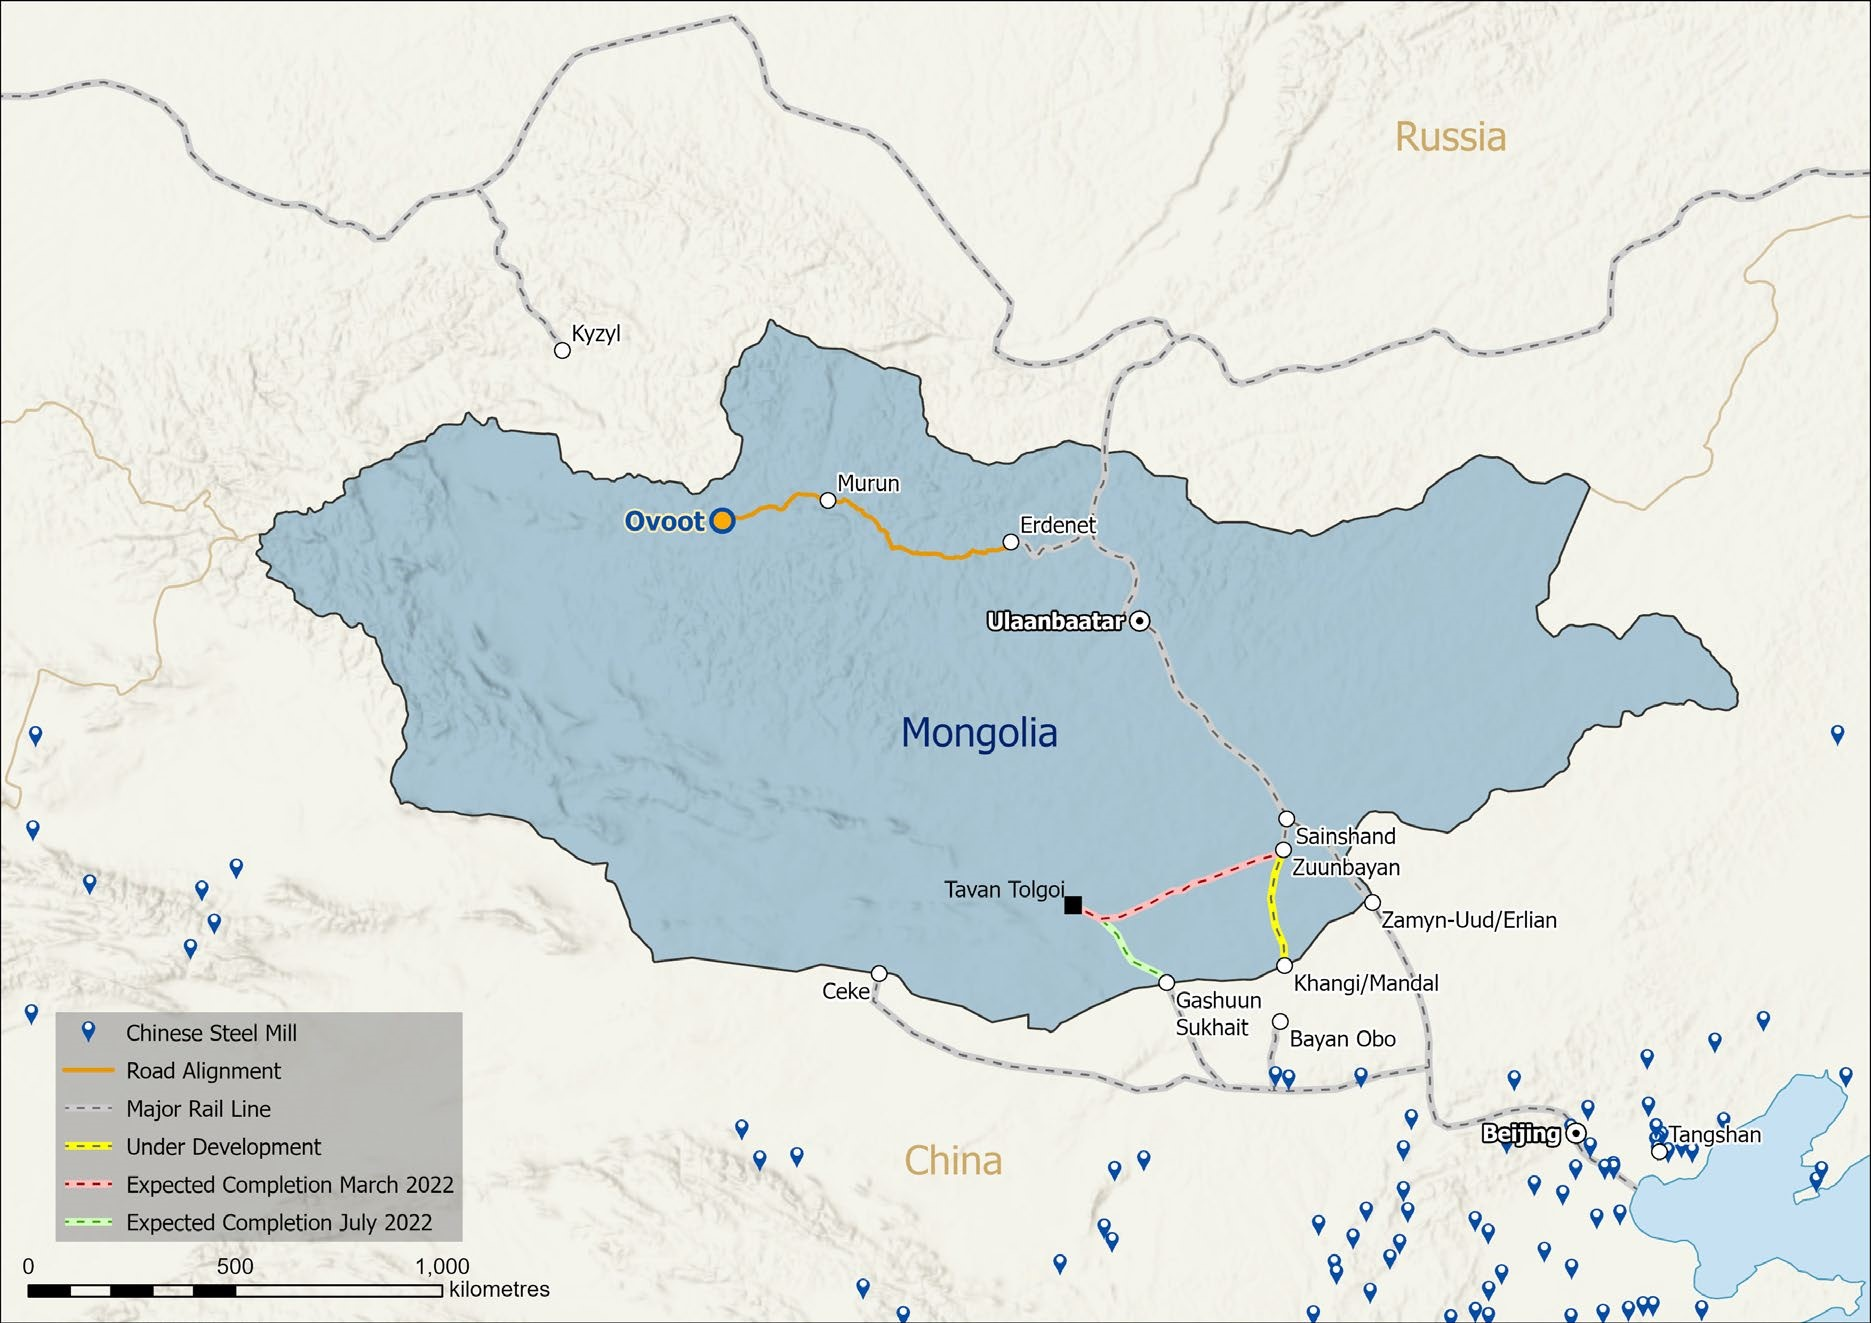 Russia
Kyzyl
Murun
Ovoot
Erdenet
Ulaanbaatar
Mongolia
Sainshand
Zuunbayan
Tavan Tolgoi
Zamyn-Uud/Erlian
Ceke
Khangi/Mandal
Gashuun
Sukhait
Bayan Obo
Beijing
Tangshan
China
Chinese Steel Mill
Road Alignment
Major Rail Line
Under Development
Expected Completion March 2022
Expected Completion July 2022
0 500 1,000
kilometres